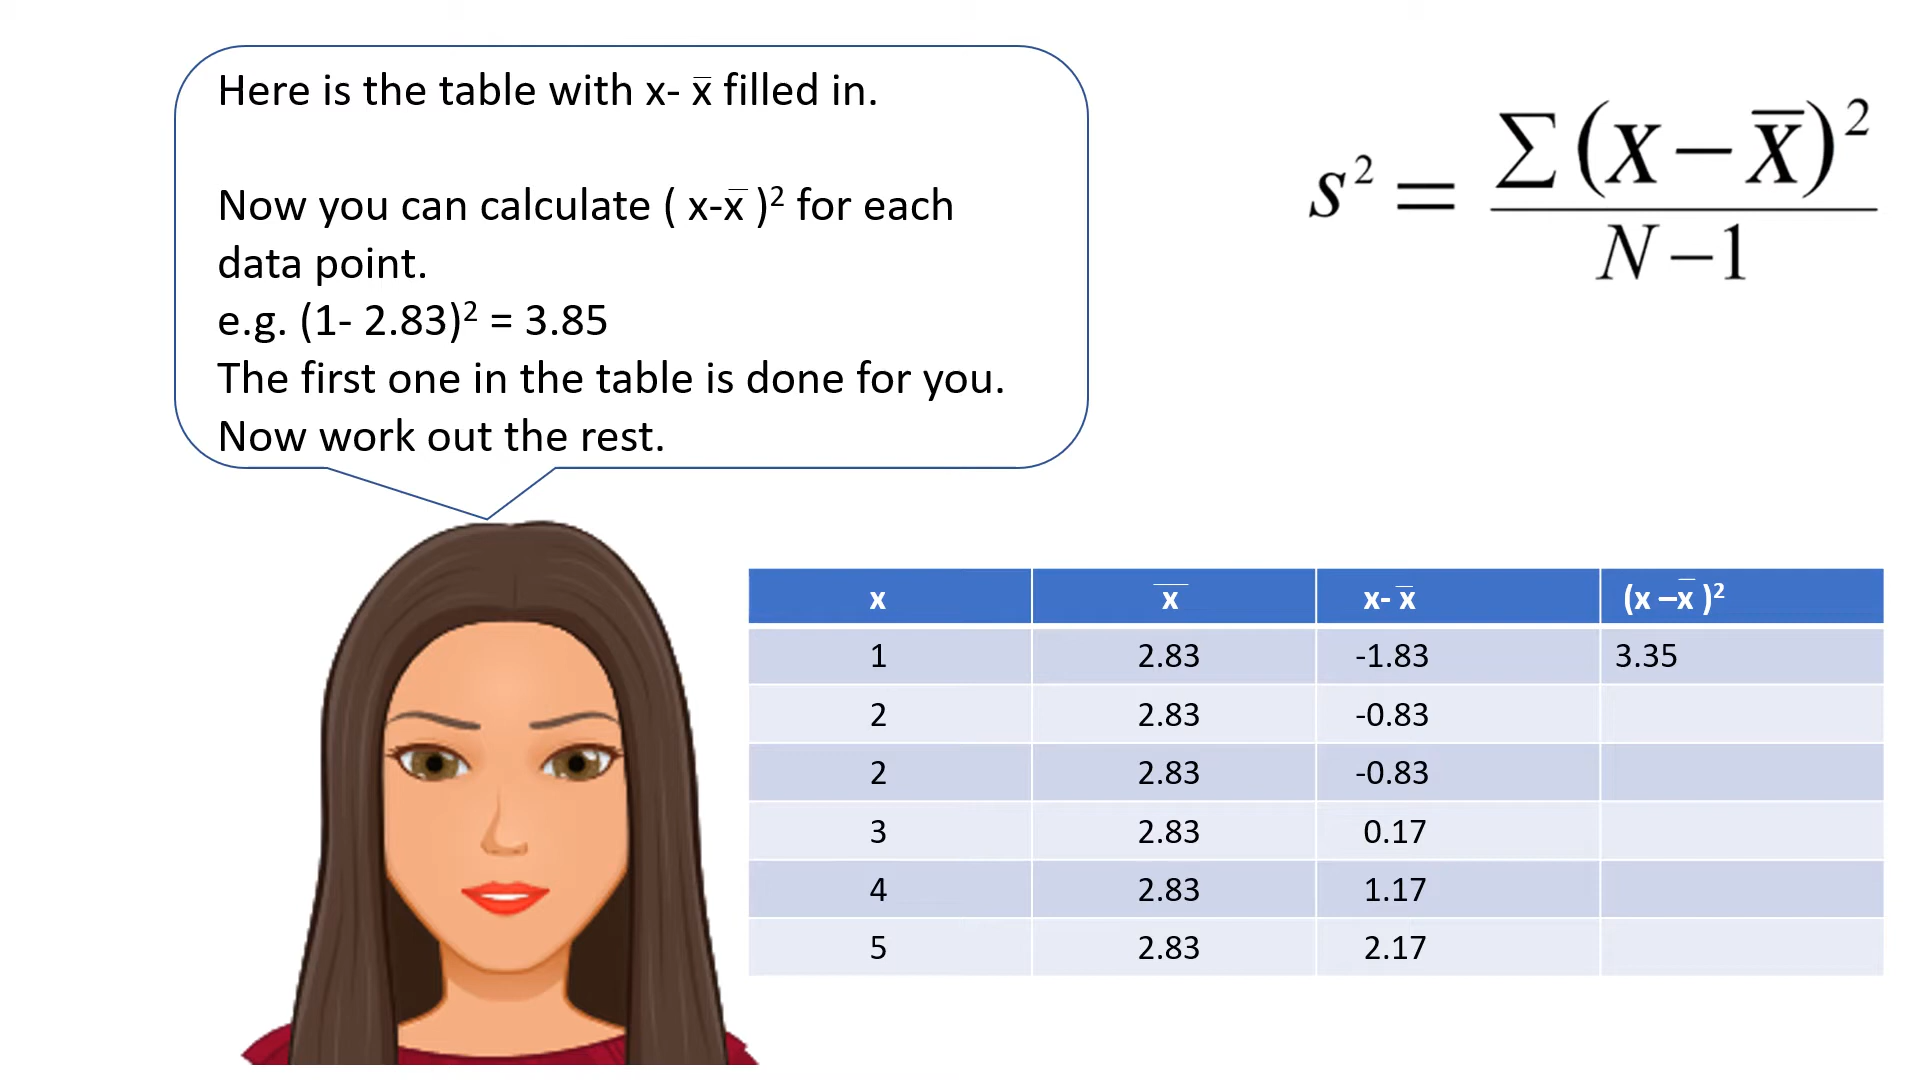 Here is the table with x- x̅ filled in.
Now you can calculate ( x-x̅ )² for each
data point.
e.g. (1- 2.83)² = 3.85
The first one in the table is done for you.
Now work out the rest.
s² = ∑(X−X̅)² / N−1
x x̅ x- x̅ (x –x̅ )²
1 2.83 -1.83 3.35
2 2.83 -0.83
2 2.83 -0.83
3 2.83 0.17
4 2.83 1.17
5 2.83 2.17